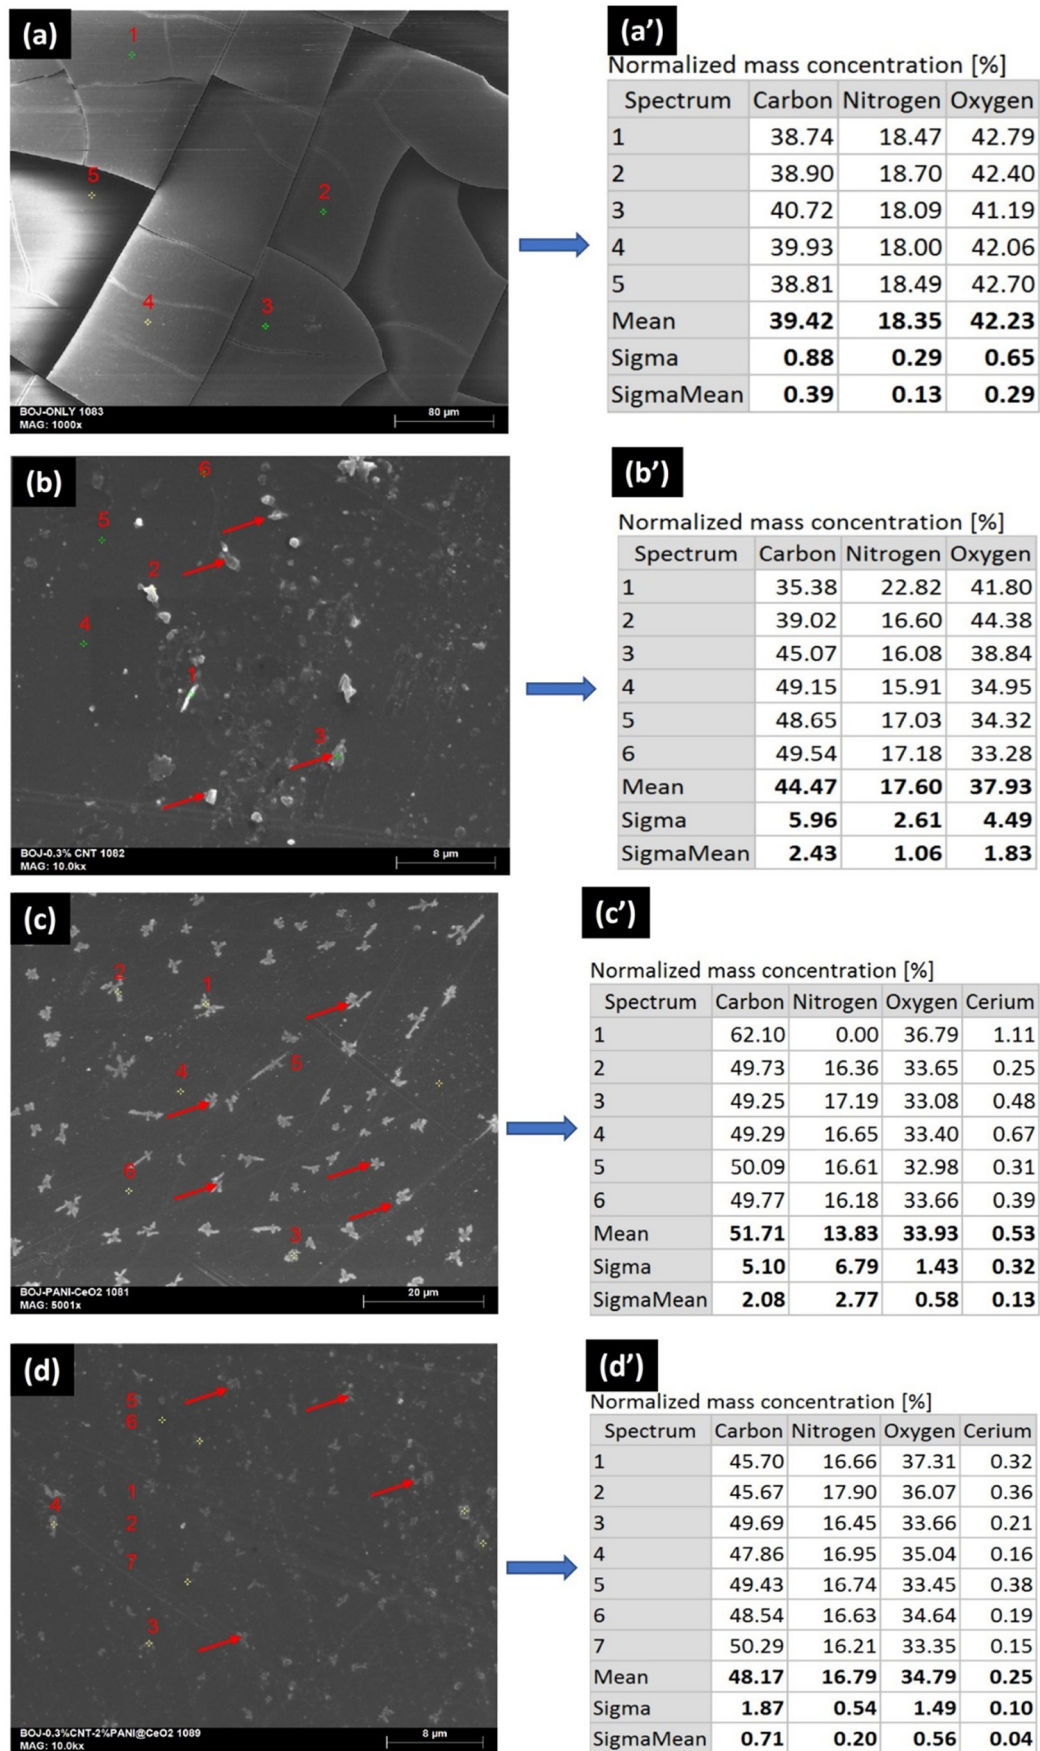 (a)
1
5
2
4
3
BOJ-ONLY 1083
MAG: 1000x
80 µm
(a’)
Normalized mass concentration [%]
Spectrum Carbon Nitrogen Oxygen
1 38.74 18.47 42.79
2 38.90 18.70 42.40
3 40.72 18.09 41.19
4 39.93 18.00 42.06
5 38.81 18.49 42.70
Mean 39.42 18.35 42.23
Sigma 0.88 0.29 0.65
SigmaMean 0.39 0.13 0.29
(b)
6
5
2
4
1
3
BOJ-0.3% CNT 1082
MAG: 10.0kx
8 µm
(b’)
Normalized mass concentration [%]
Spectrum Carbon Nitrogen Oxygen
1 35.38 22.82 41.80
2 39.02 16.60 44.38
3 45.07 16.08 38.84
4 49.15 15.91 34.95
5 48.65 17.03 34.32
6 49.54 17.18 33.28
Mean 44.47 17.60 37.93
Sigma 5.96 2.61 4.49
SigmaMean 2.43 1.06 1.83
(c)
2
1
5
4
6
3
BOJ-PANI-CeO2 1081
MAG: 5001x
20 µm
(c’)
Normalized mass concentration [%]
Spectrum Carbon Nitrogen Oxygen Cerium
1 62.10 0.00 36.79 1.11
2 49.73 16.36 33.65 0.25
3 49.25 17.19 33.08 0.48
4 49.29 16.65 33.40 0.67
5 50.09 16.61 32.98 0.31
6 49.77 16.18 33.66 0.39
Mean 51.71 13.83 33.93 0.53
Sigma 5.10 6.79 1.43 0.32
SigmaMean 2.08 2.77 0.58 0.13
(d)
5
6
1
4
2
7
3
BOJ-0.3%CNT-2%PANI@CeO2 1089
MAG: 10.0kx
8 µm
(d’)
Normalized mass concentration [%]
Spectrum Carbon Nitrogen Oxygen Cerium
1 45.70 16.66 37.31 0.32
2 45.67 17.90 36.07 0.36
3 49.69 16.45 33.66 0.21
4 47.86 16.95 35.04 0.16
5 49.43 16.74 33.45 0.38
6 48.54 16.63 34.64 0.19
7 50.29 16.21 33.35 0.15
Mean 48.17 16.79 34.79 0.25
Sigma 1.87 0.54 1.49 0.10
SigmaMean 0.71 0.20 0.56 0.04